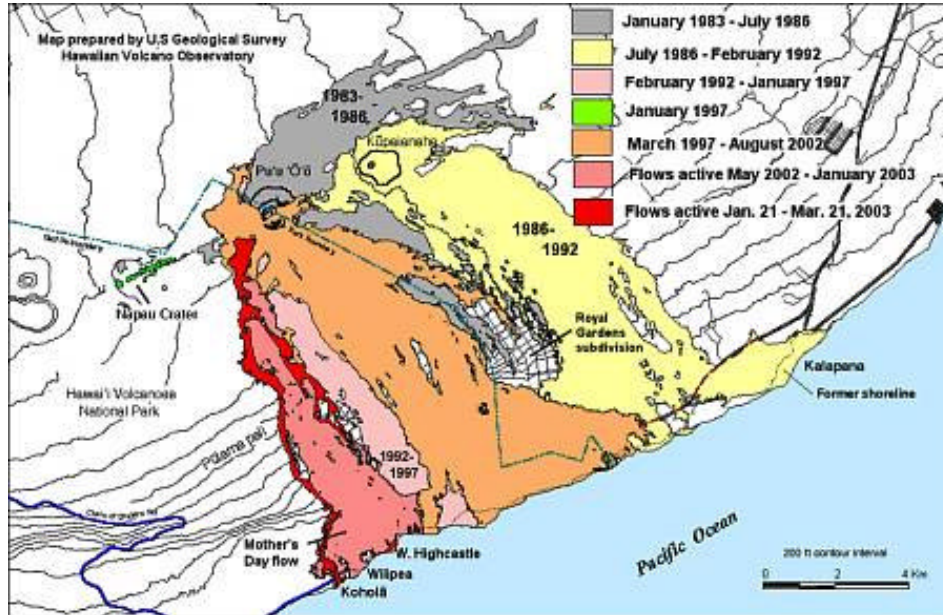 Map prepared by U.S Geological Survey
Hawaiian Volcano Observatory
January 1983 - July 1986
July 1986 - February 1992
February 1992 - January 1997
January 1997
March 1997 - August 2002
Flows active May 2002 - January 2003
Flows active Jan. 21 - Mar. 21. 2003
1983-
1986
Kūpaianaha
Pu'u 'Ō'ō
1986-
1992
Napau Crater
Royal
Gardens
subdivision
Kalapana
Former shoreline
Hawai'i Volcanoes
National Park
Pūlama pali
1992-
1997
Mother's
Day flow
W. Highcastle
Wilipea
Koholā
Pacific Ocean
200 ft contour interval
0 2 4 Km